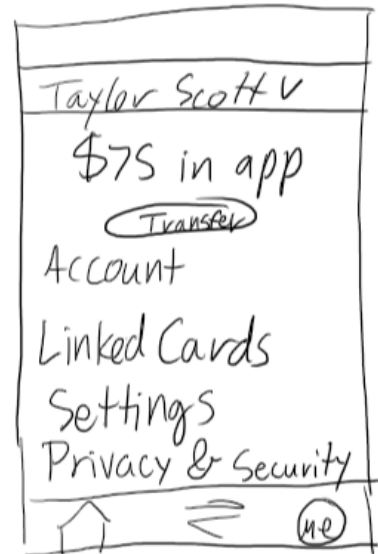 Taylor Scott V
$75 in app
Transfer
Account
Linked Cards
Settings
Privacy & Security
me